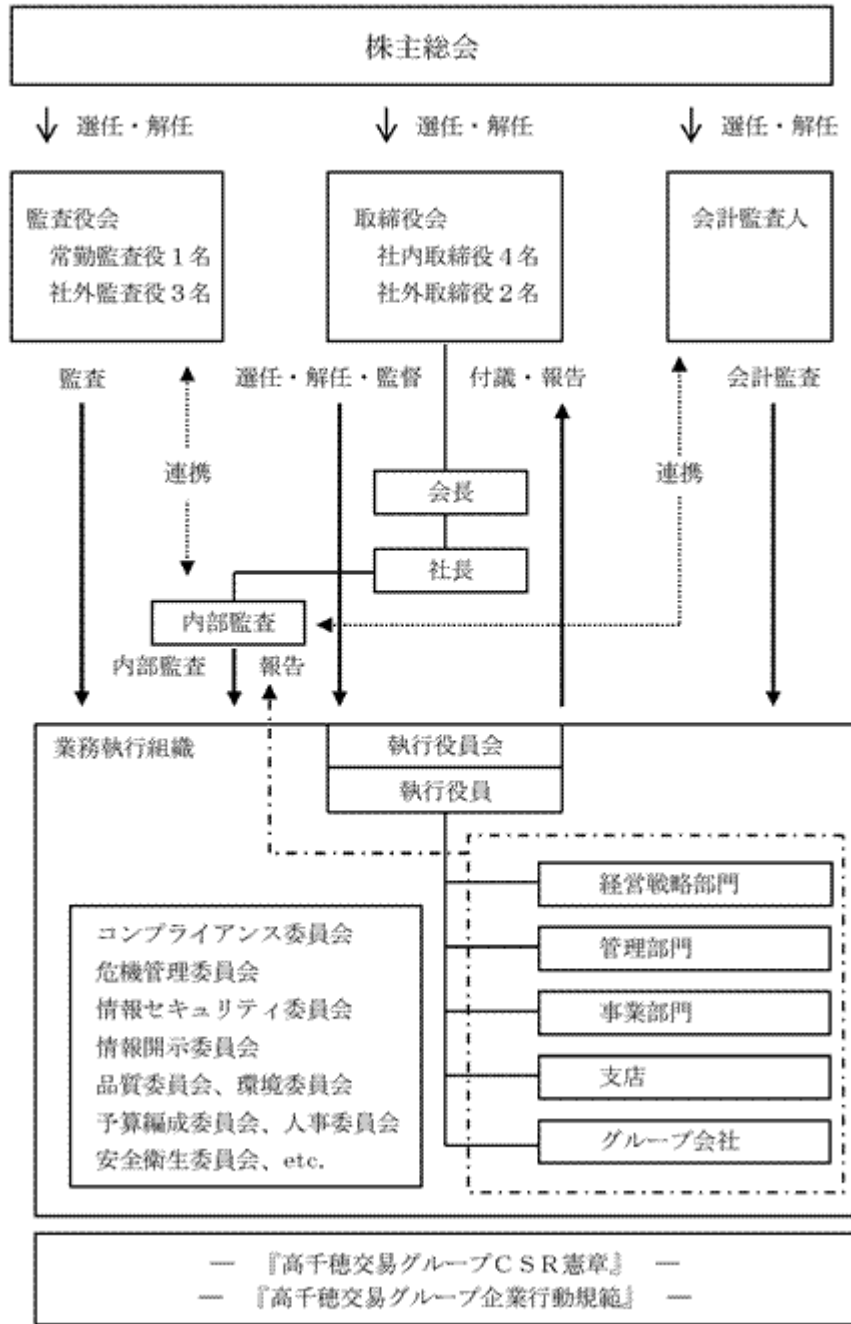 株主総会
選任・解任
選任・解任
選任・解任
監査役会
常勤監査役1名
社外監査役3名
取締役会
社内取締役4名
社外取締役2名
会計監査人
監査
連携
選任・解任・監督
付議・報告
会計監査
連携
会長
社長
内部監査
内部監査
報告
業務執行組織
執行役員会
執行役員
コンプライアンス委員会
危機管理委員会
情報セキュリティ委員会
情報開示委員会
品質委員会、環境委員会
予算編成委員会、人事委員会
安全衛生委員会、etc.
経営戦略部門
管理部門
事業部門
支店
グループ会社
― 『高千穂交易グループCSR憲章』 ―
― 『高千穂交易グループ企業行動規範』 ―